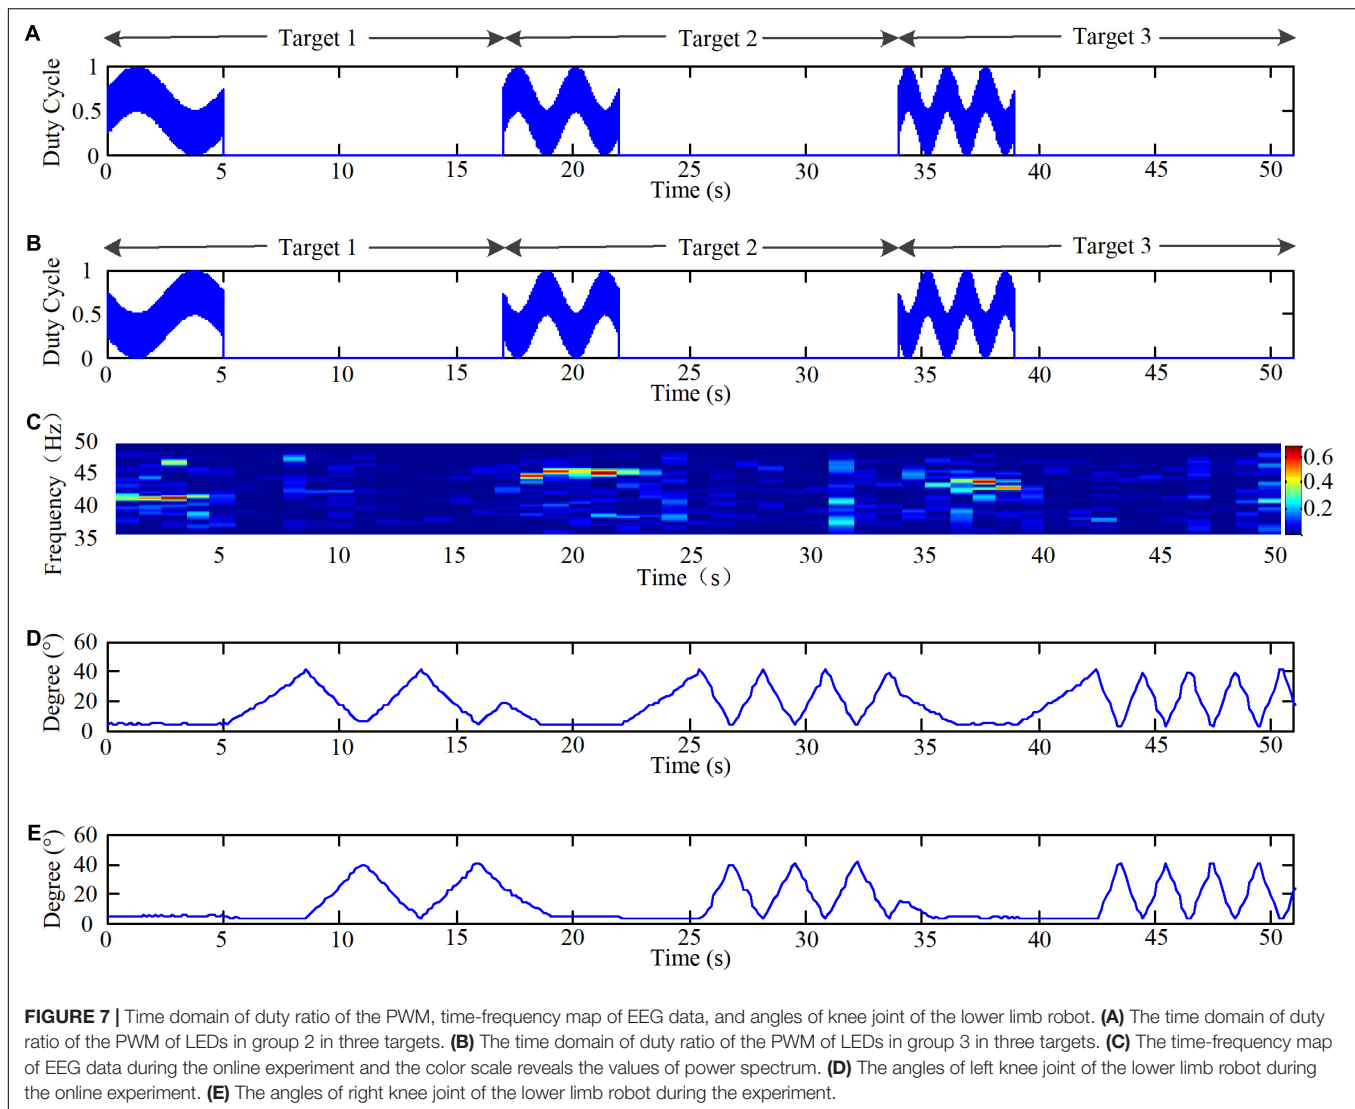 A
Target 1 Target 2 Target 3
Duty Cycle
1
0.5
0
0 5 10 15 20 25 30 35 40 45 50
Time (s)
B
Target 1 Target 2 Target 3
Duty Cycle
1
0.5
0
0 5 10 15 20 25 30 35 40 45 50
Time (s)
C
Frequency（Hz）
50
45
40
35
5 10 15 20 25 30 35 40 45 50
Time（s）
0.6
0.4
0.2
D
Degree (°)
60
40
20
0
0 5 10 15 20 25 30 35 40 45 50
Time (s)
E
Degree (°)
60
40
20
0
0 5 10 15 20 25 30 35 40 45 50
Time (s)
FIGURE 7 | Time domain of duty ratio of the PWM, time-frequency map of EEG data, and angles of knee joint of the lower limb robot. (A) The time domain of duty
ratio of the PWM of LEDs in group 2 in three targets. (B) The time domain of duty ratio of the PWM of LEDs in group 3 in three targets. (C) The time-frequency map
of EEG data during the online experiment and the color scale reveals the values of power spectrum. (D) The angles of left knee joint of the lower limb robot during
the online experiment. (E) The angles of right knee joint of the lower limb robot during the experiment.